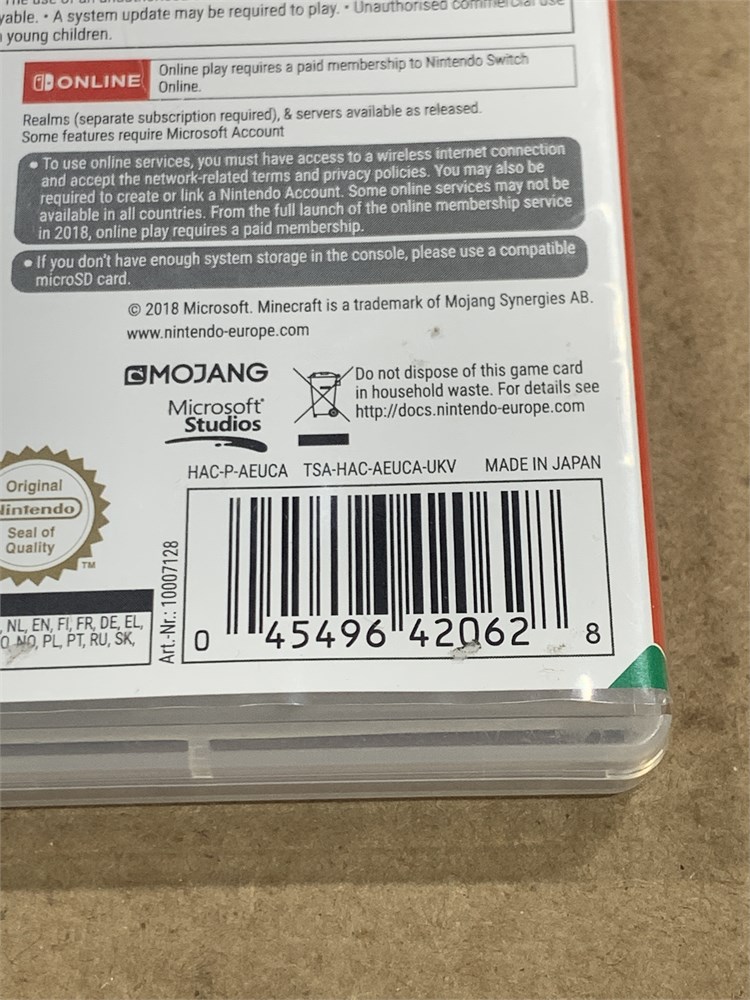 yable. • A system update may be required to play. • Unauthorised commercial use
young children.
ONLINE
Online play requires a paid membership to Nintendo Switch
Online.
Realms (separate subscription required), & servers available as released.
Some features require Microsoft Account
• To use online services, you must have access to a wireless internet connection
and accept the network-related terms and privacy policies. You may also be
required to create or link a Nintendo Account. Some online services may not be
available in all countries. From the full launch of the online membership service
in 2018, online play requires a paid membership.
• If you don't have enough system storage in the console, please use a compatible
microSD card.
© 2018 Microsoft. Minecraft is a trademark of Mojang Synergies AB.
www.nintendo-europe.com
MOJANG
Microsoft®
Studios
Do not dispose of this game card
in household waste. For details see
http://docs.nintendo-europe.com
HAC-P-AEUCA TSA-HAC-AEUCA-UKV MADE IN JAPAN
Original
Nintendo
Seal of
Quality
TM
NL, EN, FI, FR, DE, EL,
NO, PL, PT, RU, SK,
Art.-Nr.: 10007128
0 45496 42062 8